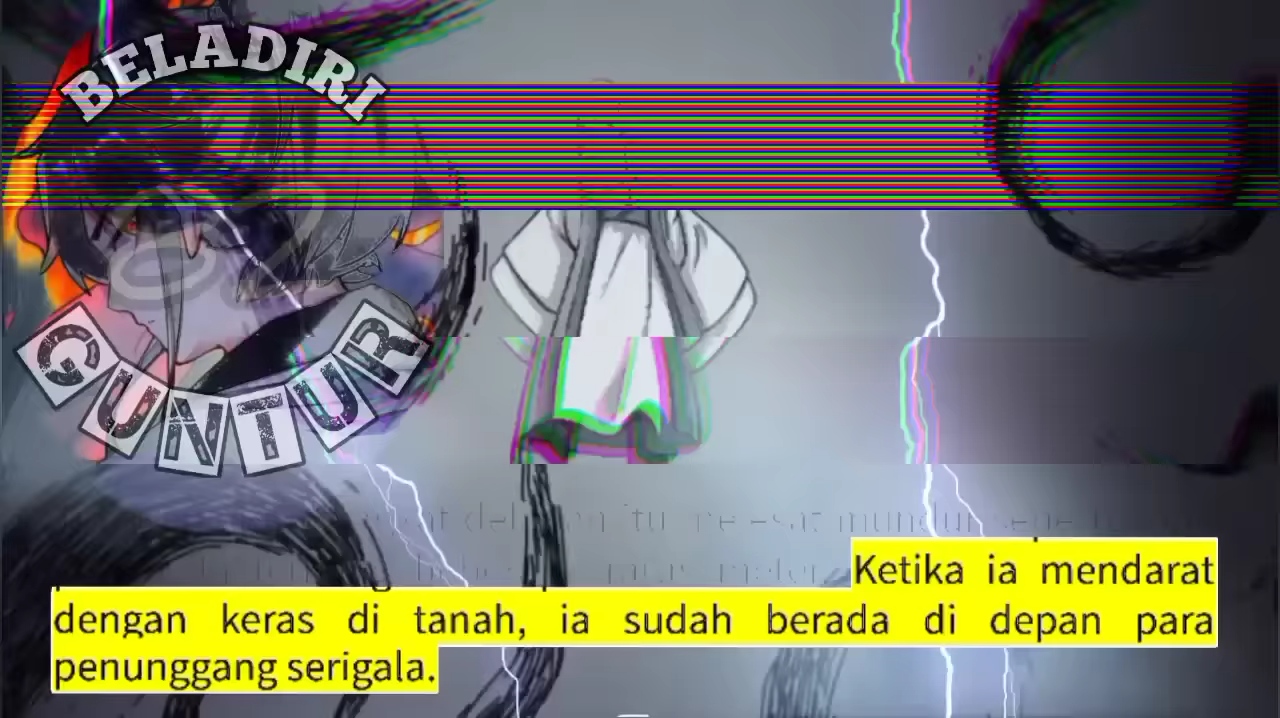 BELADIRI
GUNTUR
Ketika ia mendarat
dengan keras di tanah, ia sudah berada di depan para
penunggang serigala.